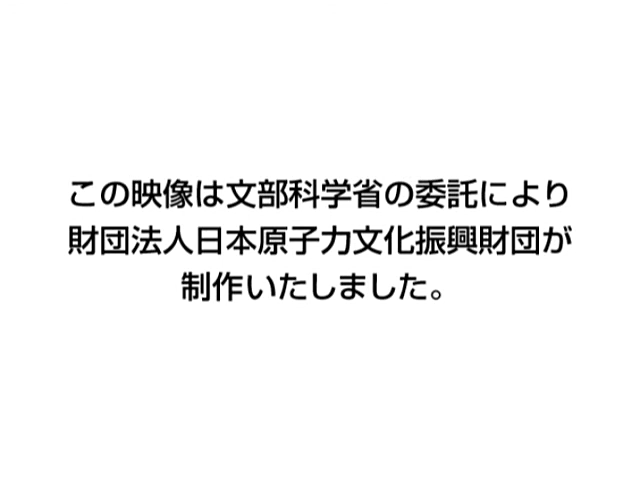 この映像は文部科学省の委託により
財団法人日本原子力文化振興財団が
制作いたしました。